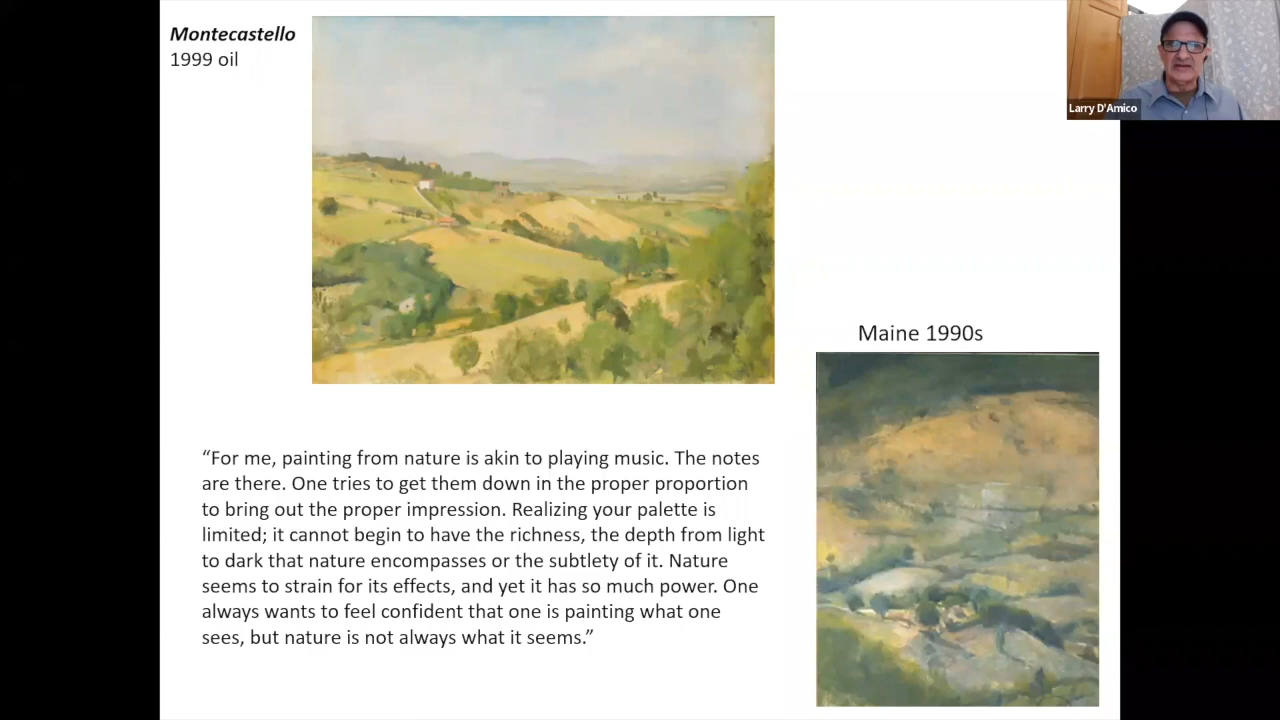 Montecastello
1999 oil
Larry D'Amico
Maine 1990s
“For me, painting from nature is akin to playing music. The notes
are there. One tries to get them down in the proper proportion
to bring out the proper impression. Realizing your palette is
limited; it cannot begin to have the richness, the depth from light
to dark that nature encompasses or the subtlety of it. Nature
seems to strain for its effects, and yet it has so much power. One
always wants to feel confident that one is painting what one
sees, but nature is not always what it seems.”